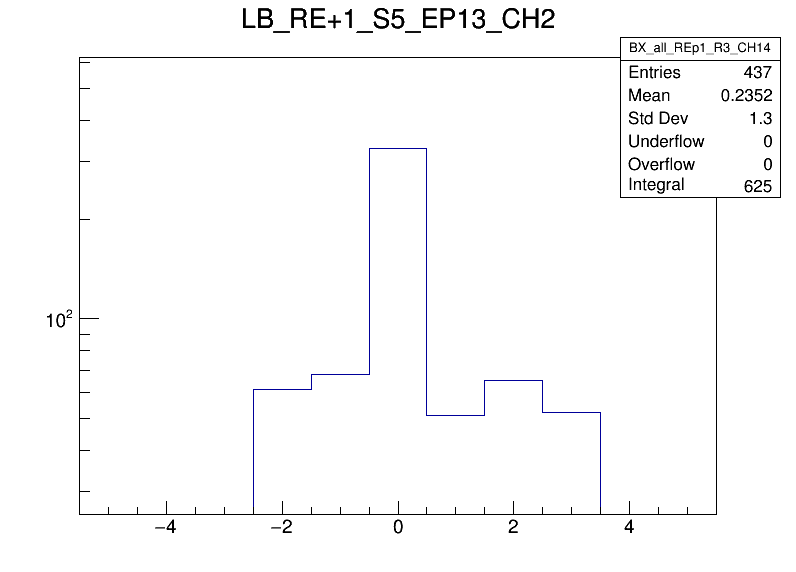 LB_RE+1_S5_EP13_CH2
BX_all_REp1_R3_CH14
Entries 437
Mean 0.2352
Std Dev 1.3
Underflow 0
Overflow 0
Integral 625
10²
−4 −2 0 2 4